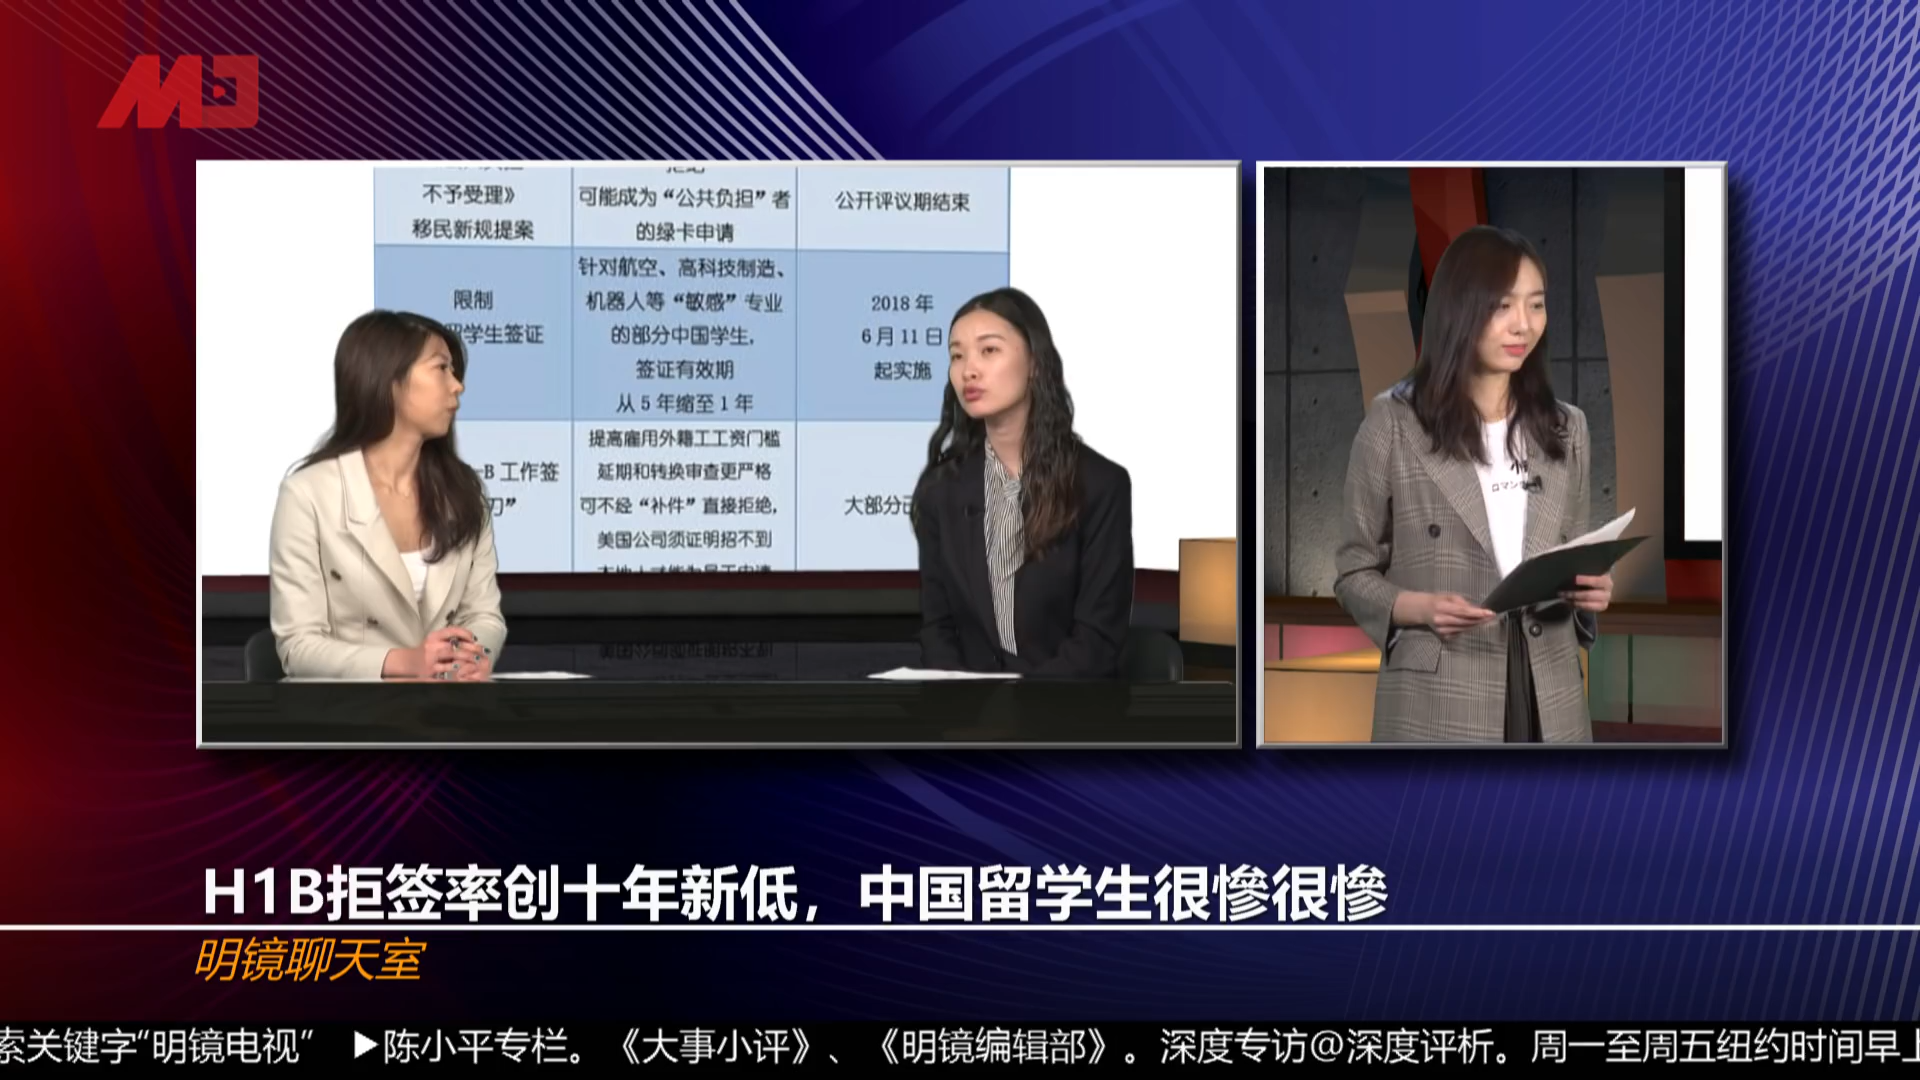 不予受理》
移民新规提案
可能成为“公共负担”者
的绿卡申请
公开评议期结束
限制
留学生签证
针对航空、高科技制造、
机器人等“敏感”专业
的部分中国学生,
签证有效期
从 5 年缩至 1 年
2018 年
6 月 11 日
起实施
-B 工作签
刀”
提高雇用外籍工工资门槛
延期和转换审查更严格
可不经“补件”直接拒绝,
美国公司须证明招不到
大部分已
H1B拒签率创十年新低，中国留学生很惨很惨
明镜聊天室
索关键字“明镜电视” ▶陈小平专栏。《大事小评》、《明镜编辑部》。深度专访@深度评析。周一至周五纽约时间早上